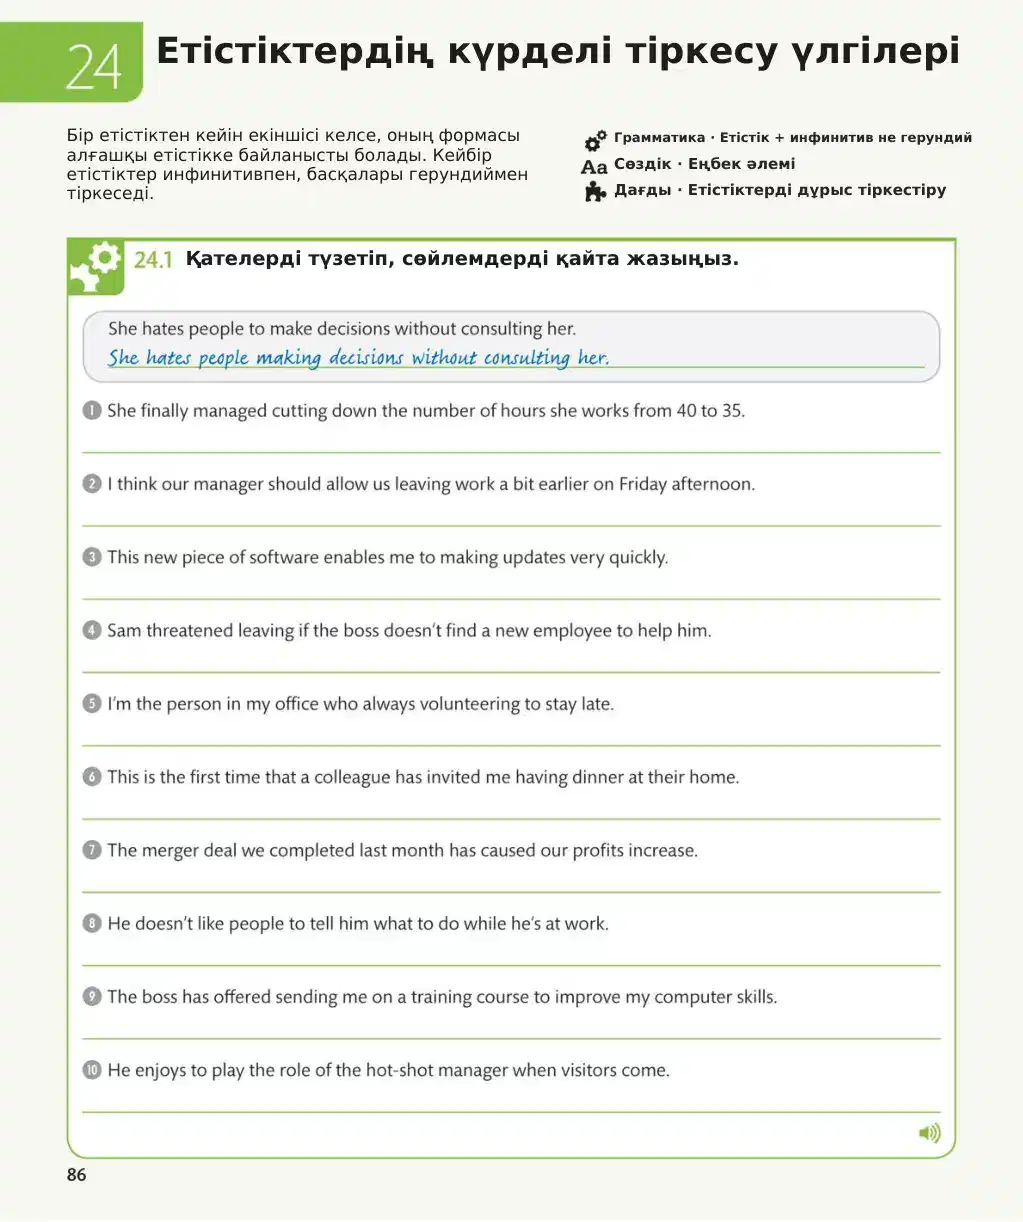 24
Етістіктердің күрделі тіркесу үлгілері
Бір етістіктен кейін екіншісі келсе, оның формасы
алғашқы етістікке байланысты болады. Кейбір
етістіктер инфинитивпен, басқалары герундиймен
тіркеседі.
Грамматика · Етістік + инфинитив не герундий
Aa Сөздік · Еңбек әлемі
Дағды · Етістіктерді дұрыс тіркестіру
24.1 Қателерді түзетіп, сөйлемдерді қайта жазыңыз.
She hates people to make decisions without consulting her.
She hates people making decisions without consulting her.
1 She finally managed cutting down the number of hours she works from 40 to 35.
2 I think our manager should allow us leaving work a bit earlier on Friday afternoon.
3 This new piece of software enables me to making updates very quickly.
4 Sam threatened leaving if the boss doesn't find a new employee to help him.
5 I'm the person in my office who always volunteering to stay late.
6 This is the first time that a colleague has invited me having dinner at their home.
7 The merger deal we completed last month has caused our profits increase.
8 He doesn't like people to tell him what to do while he's at work.
9 The boss has offered sending me on a training course to improve my computer skills.
10 He enjoys to play the role of the hot-shot manager when visitors come.
86